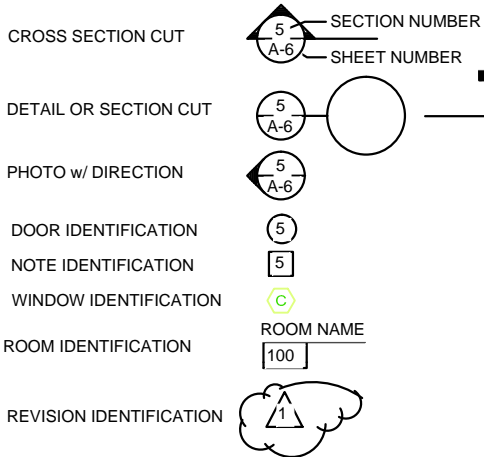 CROSS SECTION CUT
5
A-6
SECTION NUMBER
SHEET NUMBER
DETAIL OR SECTION CUT
5
A-6
PHOTO w/ DIRECTION
5
A-6
DOOR IDENTIFICATION
5
NOTE IDENTIFICATION
5
WINDOW IDENTIFICATION
C
ROOM IDENTIFICATION
ROOM NAME
100
REVISION IDENTIFICATION
1